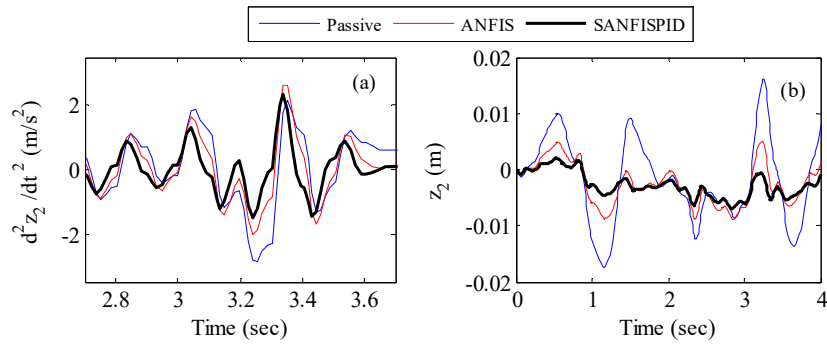 Passive ANFIS SANFISPID
(a)
d²z₂/dt² (m/s²)
2
0
-2
2.8 3 3.2 3.4 3.6
Time (sec)
(b)
z₂ (m)
0.02
0.01
0
-0.01
-0.02
0 1 2 3 4
Time (sec)